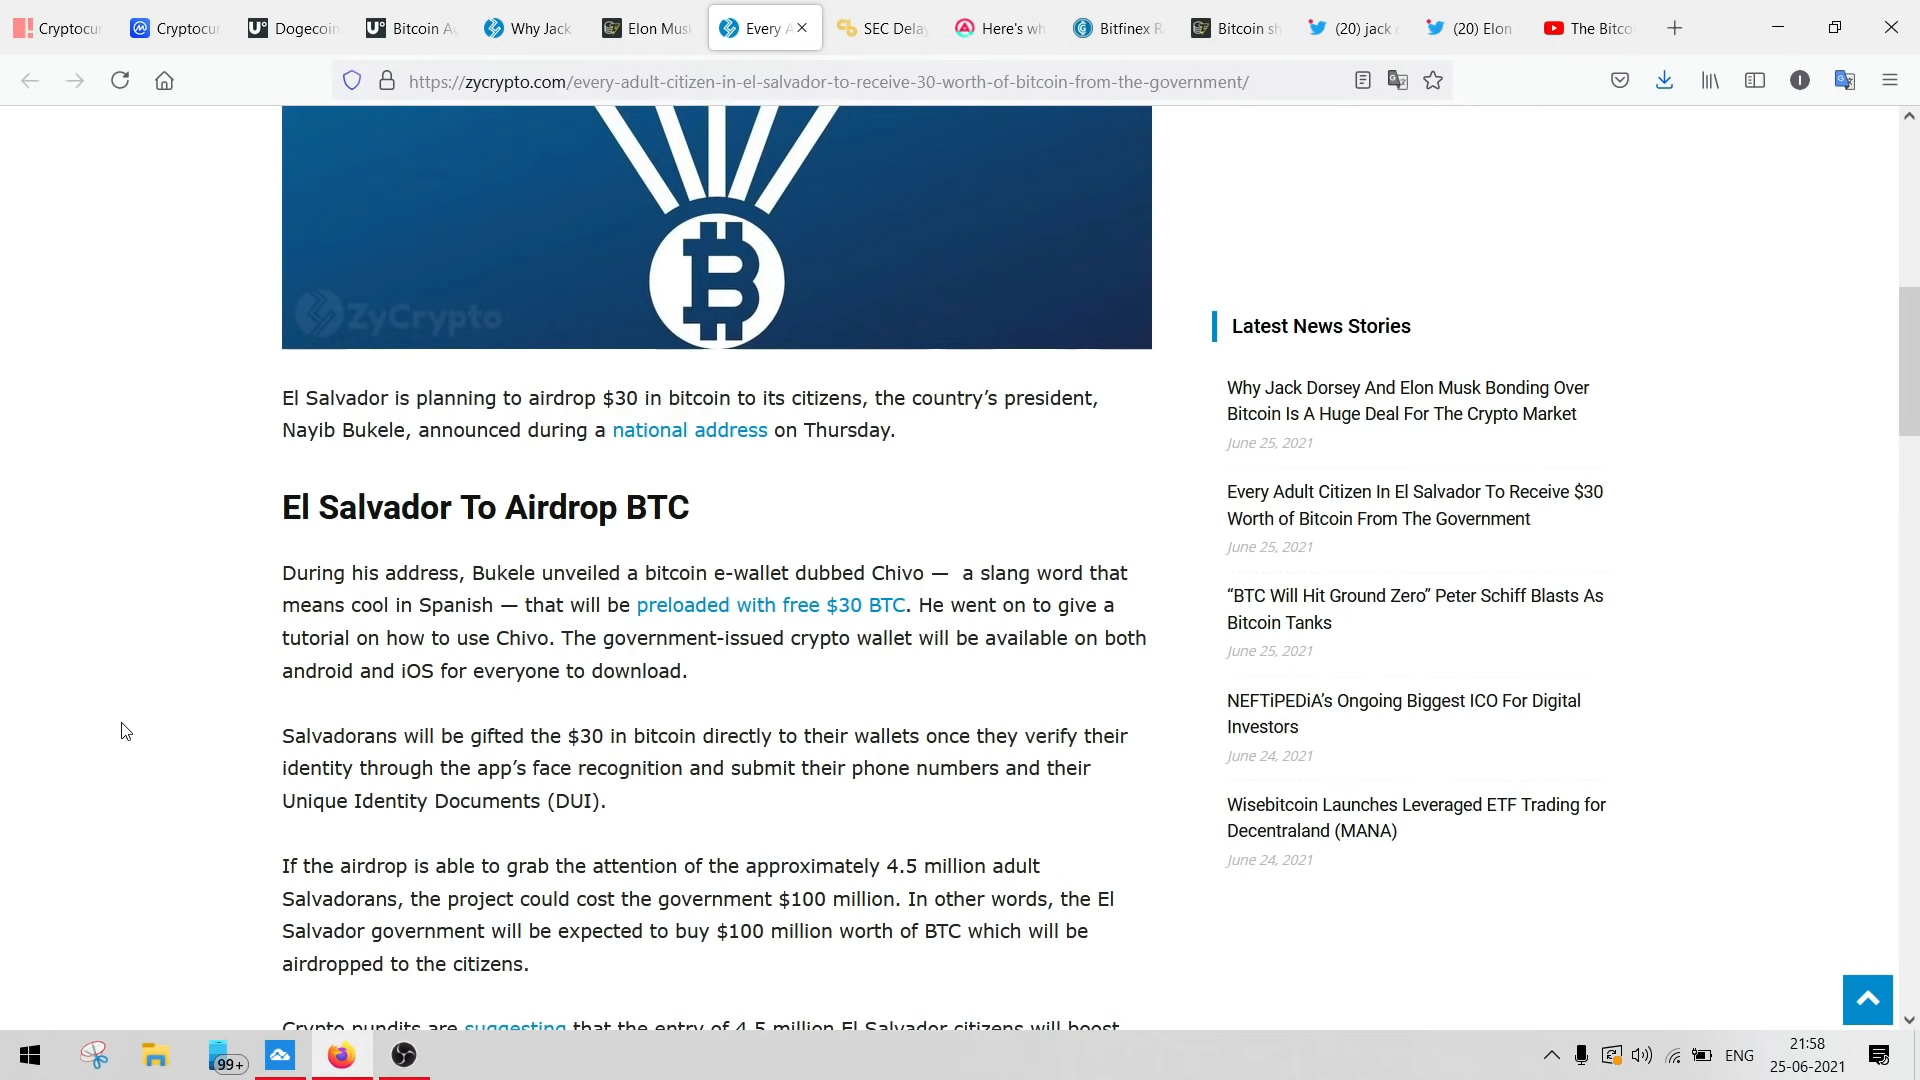 Cryptocur
Cryptocur
Dogecoin
Bitcoin A
Why Jack
Elon Mus
Every A
SEC Dela
Here's wh
Bitfinex R
Bitcoin sh
(20) jack
(20) Elon
The Bitco
https://zycrypto.com/every-adult-citizen-in-el-salvador-to-receive-30-worth-of-bitcoin-from-the-government/
ZyCrypto
El Salvador is planning to airdrop $30 in bitcoin to its citizens, the country’s president,
Nayib Bukele, announced during a national address on Thursday.
El Salvador To Airdrop BTC
During his address, Bukele unveiled a bitcoin e-wallet dubbed Chivo — a slang word that
means cool in Spanish — that will be preloaded with free $30 BTC. He went on to give a
tutorial on how to use Chivo. The government-issued crypto wallet will be available on both
android and iOS for everyone to download.
Salvadorans will be gifted the $30 in bitcoin directly to their wallets once they verify their
identity through the app’s face recognition and submit their phone numbers and their
Unique Identity Documents (DUI).
If the airdrop is able to grab the attention of the approximately 4.5 million adult
Salvadorans, the project could cost the government $100 million. In other words, the El
Salvador government will be expected to buy $100 million worth of BTC which will be
airdropped to the citizens.
Crypto pundits are suggesting that the entry of 4.5 million El Salvador citizens will boost
Latest News Stories
Why Jack Dorsey And Elon Musk Bonding Over
Bitcoin Is A Huge Deal For The Crypto Market
June 25, 2021
Every Adult Citizen In El Salvador To Receive $30
Worth of Bitcoin From The Government
June 25, 2021
“BTC Will Hit Ground Zero” Peter Schiff Blasts As
Bitcoin Tanks
June 25, 2021
NEFTiPEDiA’s Ongoing Biggest ICO For Digital
Investors
June 24, 2021
Wisebitcoin Launches Leveraged ETF Trading for
Decentraland (MANA)
June 24, 2021
99+
ENG
21:58
25-06-2021